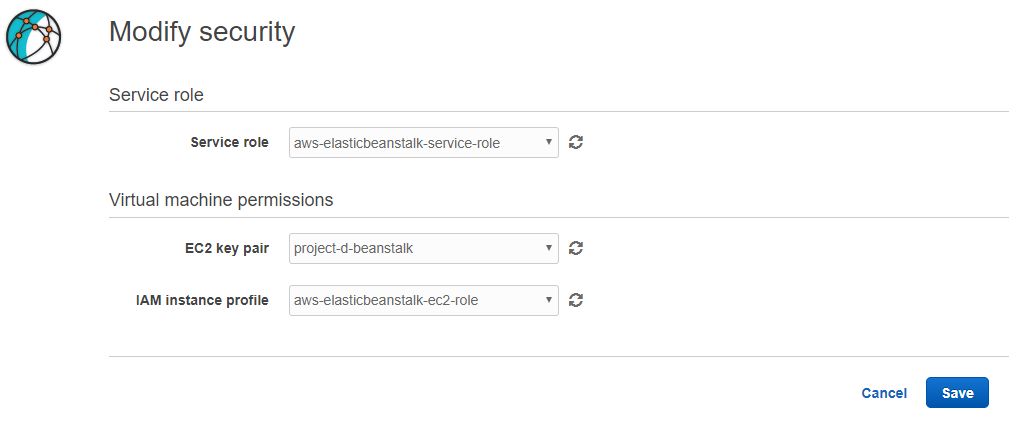 Modify security
Service role
Service role aws-elasticbeanstalk-service-role
Virtual machine permissions
EC2 key pair project-d-beanstalk
IAM instance profile aws-elasticbeanstalk-ec2-role
Cancel Save